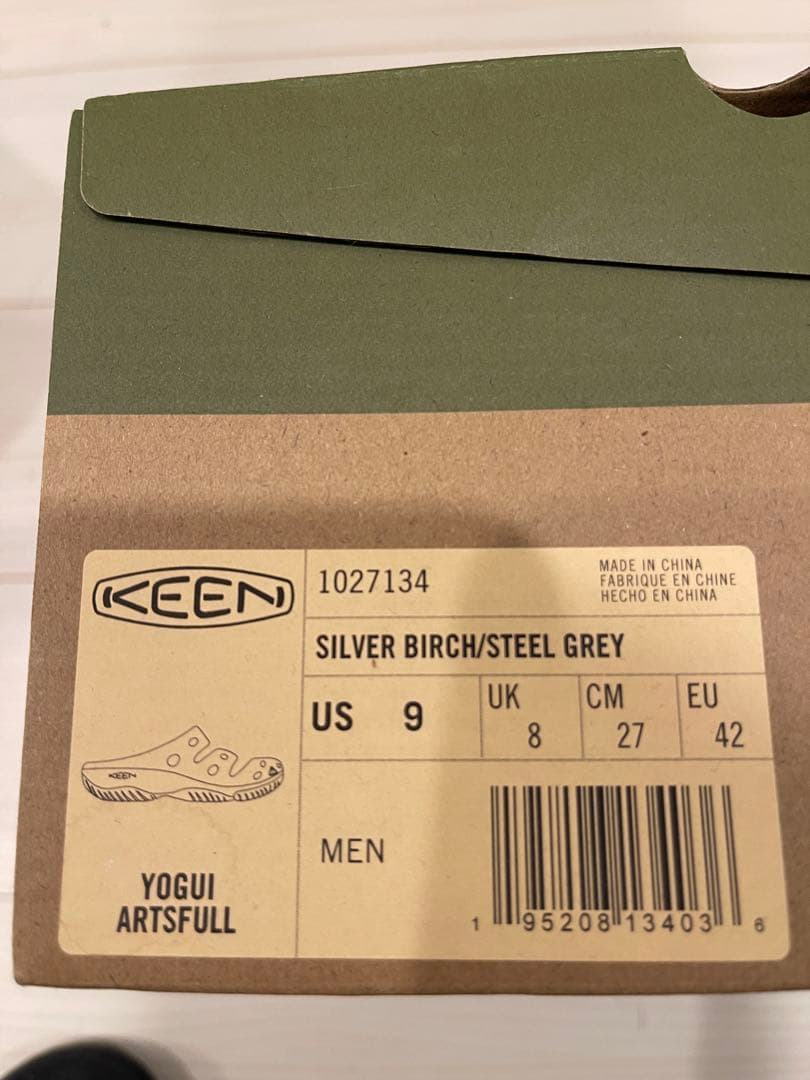 KEEN
1027134
MADE IN CHINA
FABRIQUE EN CHINE
HECHO EN CHINA
SILVER BIRCH/STEEL GREY
US 9
UK 8
CM 27
EU 42
KEEN
YOGUI
ARTSFULL
MEN
1 95208 13403 6